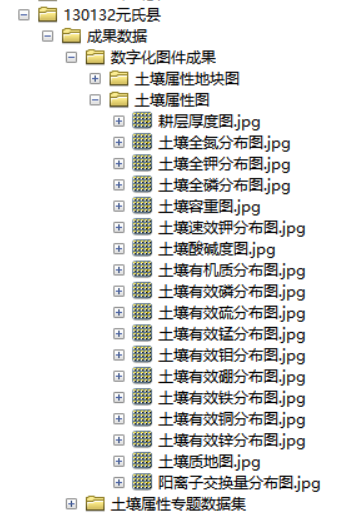 130132元氏县
成果数据
数字化图件成果
土壤属性地块图
土壤属性图
耕层厚度图.jpg
土壤全氮分布图.jpg
土壤全钾分布图.jpg
土壤全磷分布图.jpg
土壤容重图.jpg
土壤速效钾分布图.jpg
土壤酸碱度图.jpg
土壤有机质分布图.jpg
土壤有效磷分布图.jpg
土壤有效硫分布图.jpg
土壤有效锰分布图.jpg
土壤有效钼分布图.jpg
土壤有效硼分布图.jpg
土壤有效铁分布图.jpg
土壤有效铜分布图.jpg
土壤有效锌分布图.jpg
土壤质地图.jpg
阳离子交换量分布图.jpg
土壤属性专题数据集